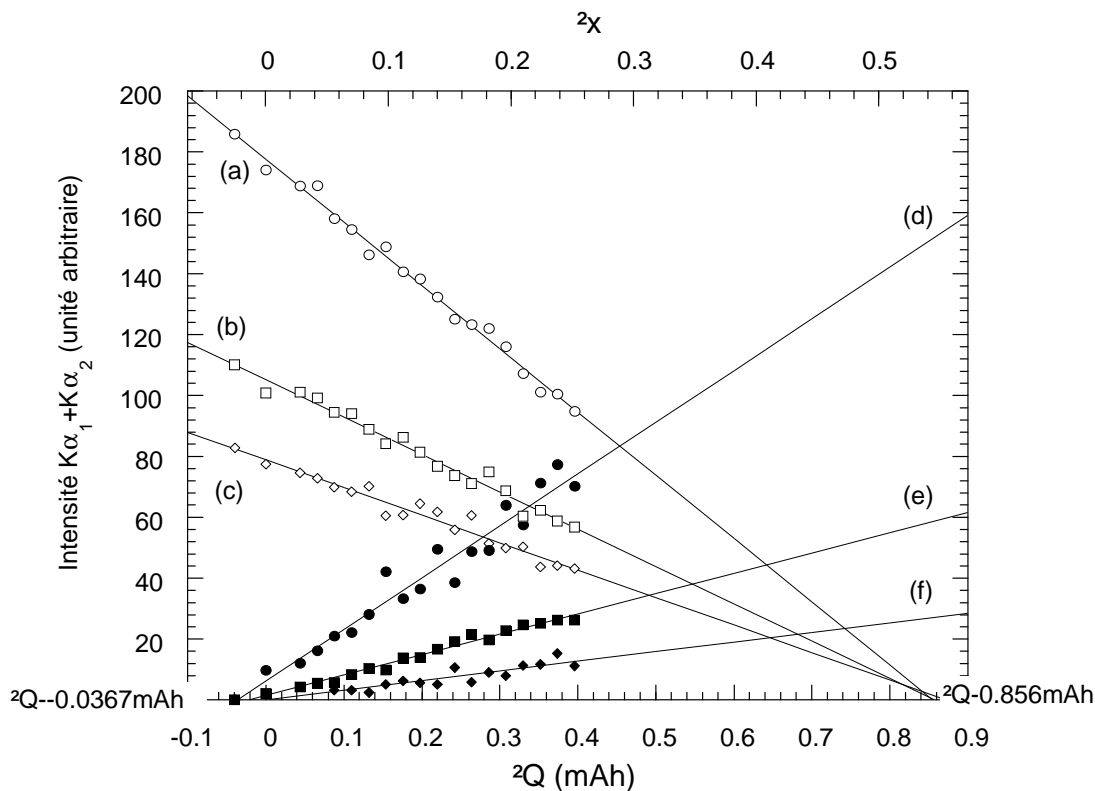 ²x
0 0.1 0.2 0.3 0.4 0.5
200
180
160
140
120
100
80
60
40
20
Intensité Kα₁+Kα₂ (unité arbitraire)
(a)
(b)
(c)
(d)
(e)
(f)
²Q--0.0367mAh
²Q-0.856mAh
-0.1 0 0.1 0.2 0.3 0.4 0.5 0.6 0.7 0.8 0.9
²Q (mAh)